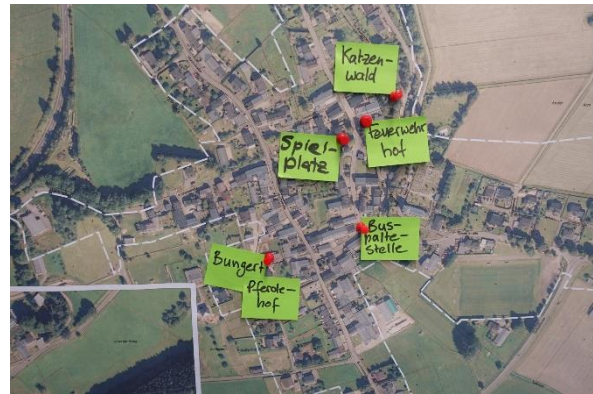 Katzen-
wald
Feuerwehr
hof
Spiel-
platz
Bus-
halte-
stelle
Bungert
Pferde-
hof